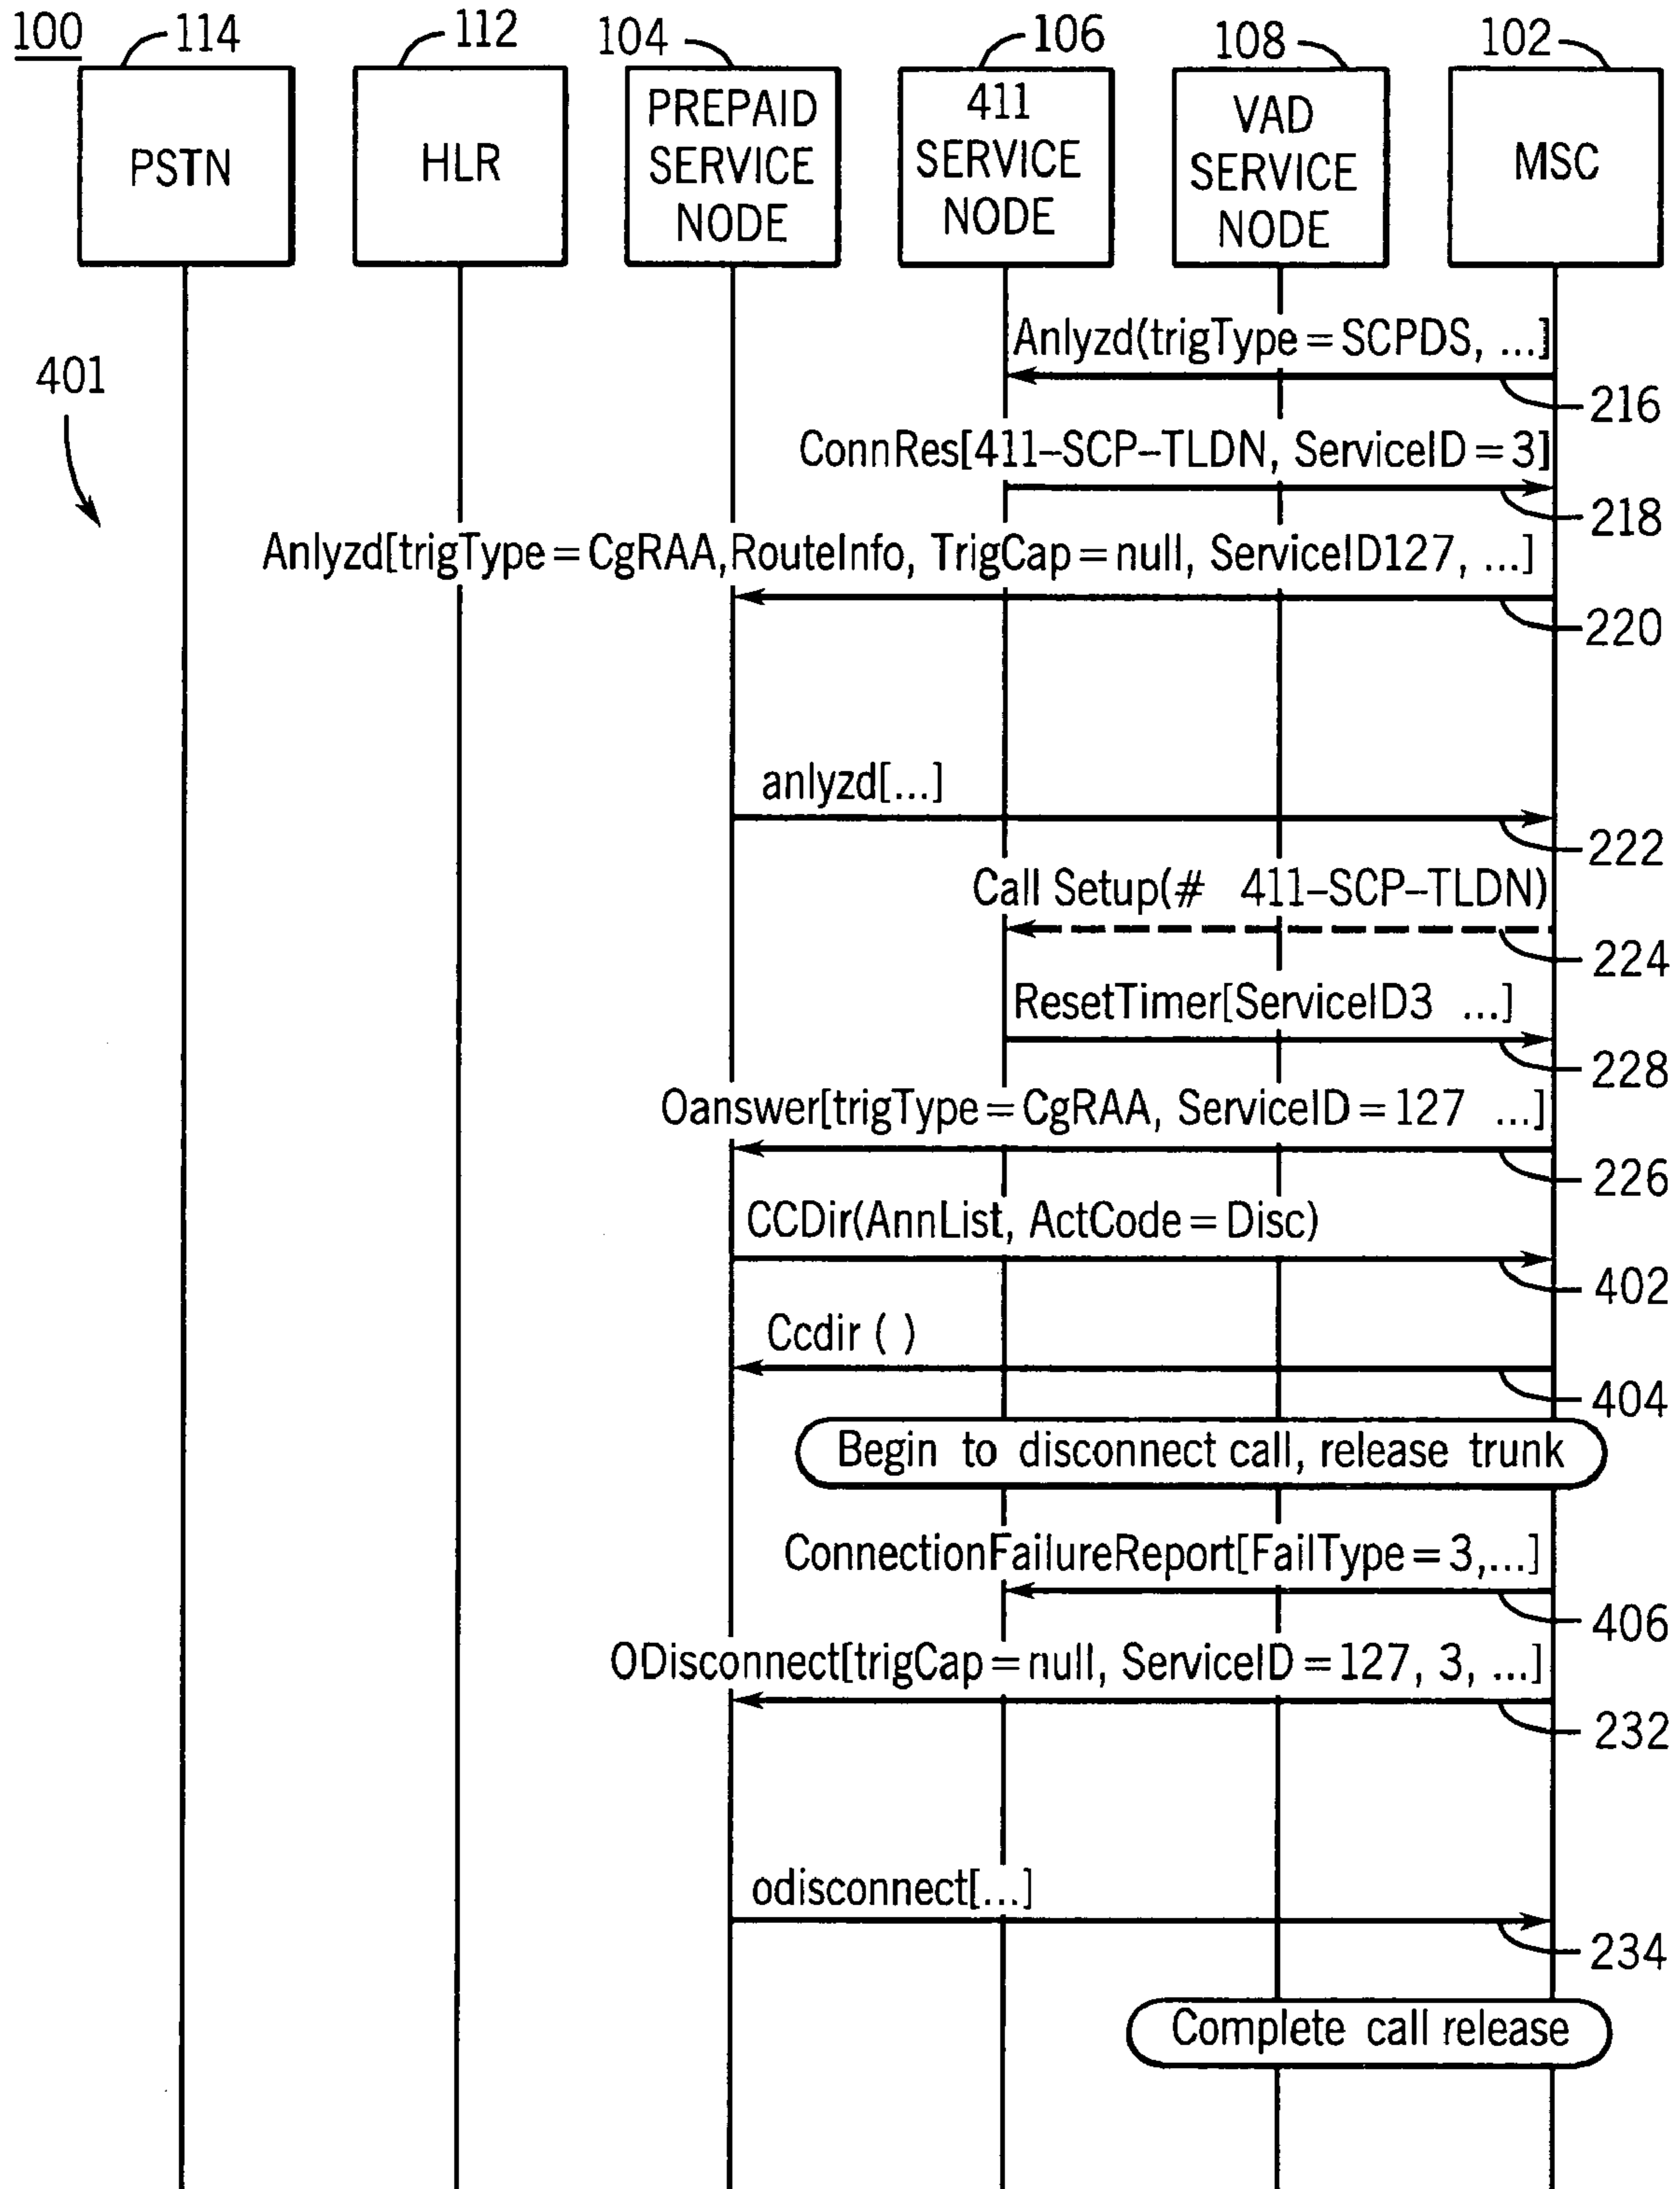 100
114
112
104
106
108
102
PSTN
HLR
PREPAID
SERVICE
NODE
411
SERVICE
NODE
VAD
SERVICE
NODE
MSC
401
Anlyzd(trigType=SCPDS, ...]
216
ConnRes[411–SCP–TLDN, ServiceID=3]
218
Anlyzd[trigType=CgRAA,RouteInfo, TrigCap=null, ServiceID127, ...]
220
anlyzd[...]
222
Call Setup(# 411–SCP–TLDN)
224
ResetTimer[ServiceID3 ...]
228
Oanswer[trigType=CgRAA, ServiceID=127 ...]
226
CCDir(AnnList, ActCode=Disc)
402
Ccdir ( )
404
Begin to disconnect call, release trunk
ConnectionFailureReport[FailType=3,...]
406
ODisconnect[trigCap=null, ServiceID=127, 3, ...]
232
odisconnect[...]
234
Complete call release